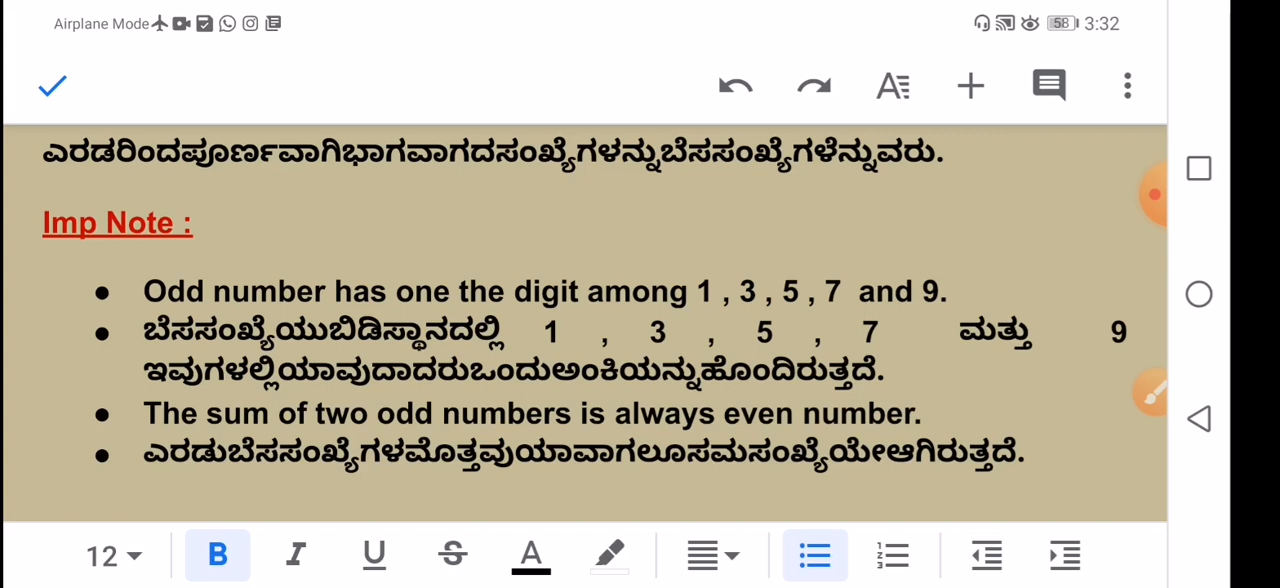 Airplane Mode 58 3:32
ಎರಡರಿಂದಪೂರ್ಣವಾಗಿಭಾಗವಾಗದಸಂಖ್ಯೆಗಳನ್ನುಬೆಸಸಂಖ್ಯೆಗಳೆನ್ನುವರು.
Imp Note :
● Odd number has one the digit among 1 , 3 , 5 , 7 and 9.
● ಬೆಸಸಂಖ್ಯೆಯುಬಿಡಿಸ್ಥಾನದಲ್ಲಿ 1 , 3 , 5 , 7 ಮತ್ತು 9
ಇವುಗಳಲ್ಲಿಯಾವುದಾದರುಒಂದುಅಂಕಿಯನ್ನುಹೊಂದಿರುತ್ತದೆ.
● The sum of two odd numbers is always even number.
● ಎರಡುಬೆಸಸಂಖ್ಯೆಗಳಮೊತ್ತವುಯಾವಾಗಲೂಸಮಸಂಖ್ಯೆಯೇಆಗಿರುತ್ತದೆ.
12 B I U S A